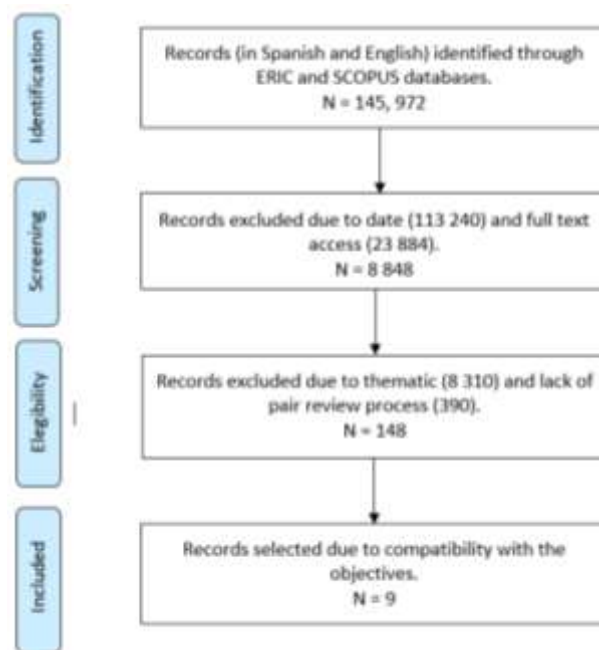 Identification
Records (in Spanish and English) identified through
ERIC and SCOPUS databases.
N = 145, 972
Screening
Records excluded due to date (113 240) and full text
access (23 884).
N = 8 848
Elegibility
Records excluded due to thematic (8 310) and lack of
pair review process (390).
N = 148
Included
Records selected due to compatibility with the
objectives.
N = 9